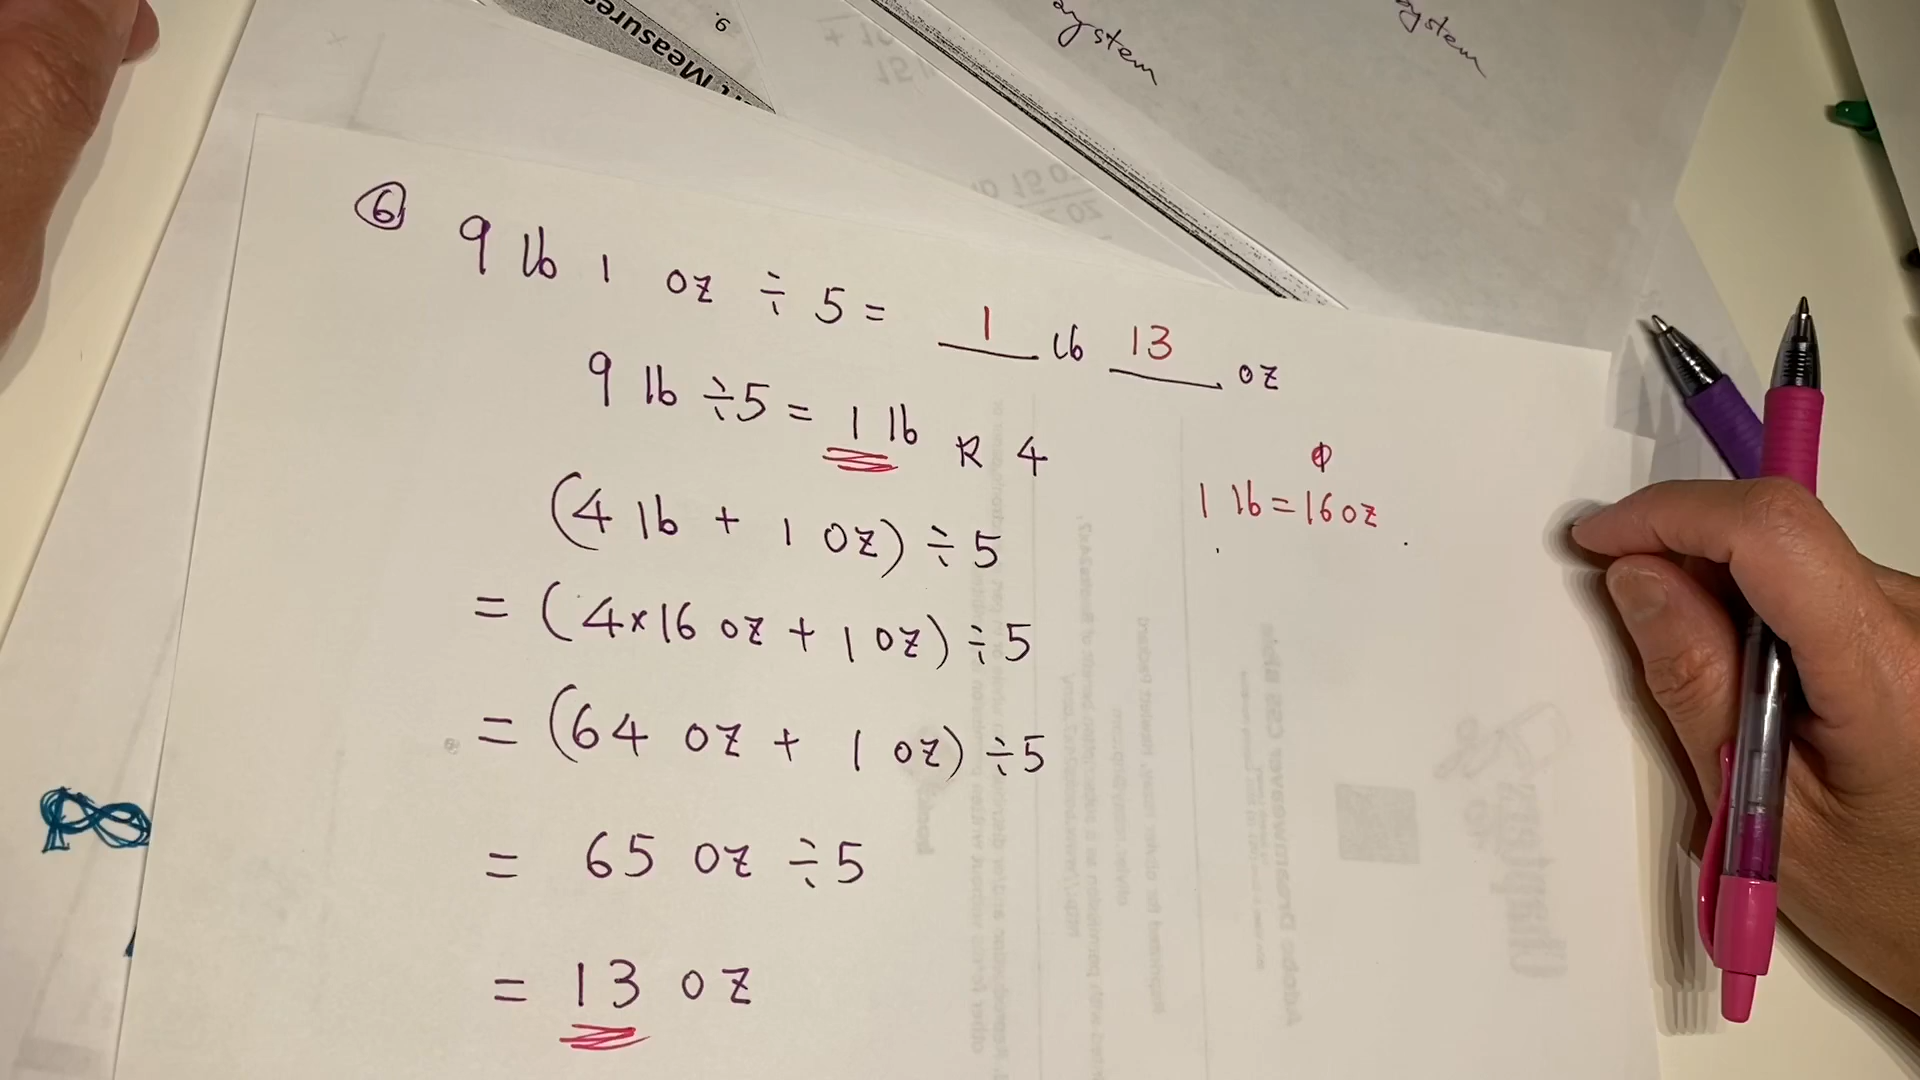 Measures
9.
system
system
⑥ 9 lb 1 oz ÷ 5 = 1 lb 13 oz
9 lb ÷ 5 = 1 lb R 4
(4 lb + 1 oz) ÷ 5
1 lb = 16 oz
= (4 × 16 oz + 1 oz) ÷ 5
= (64 oz + 1 oz) ÷ 5
= 65 oz ÷ 5
= 13 oz